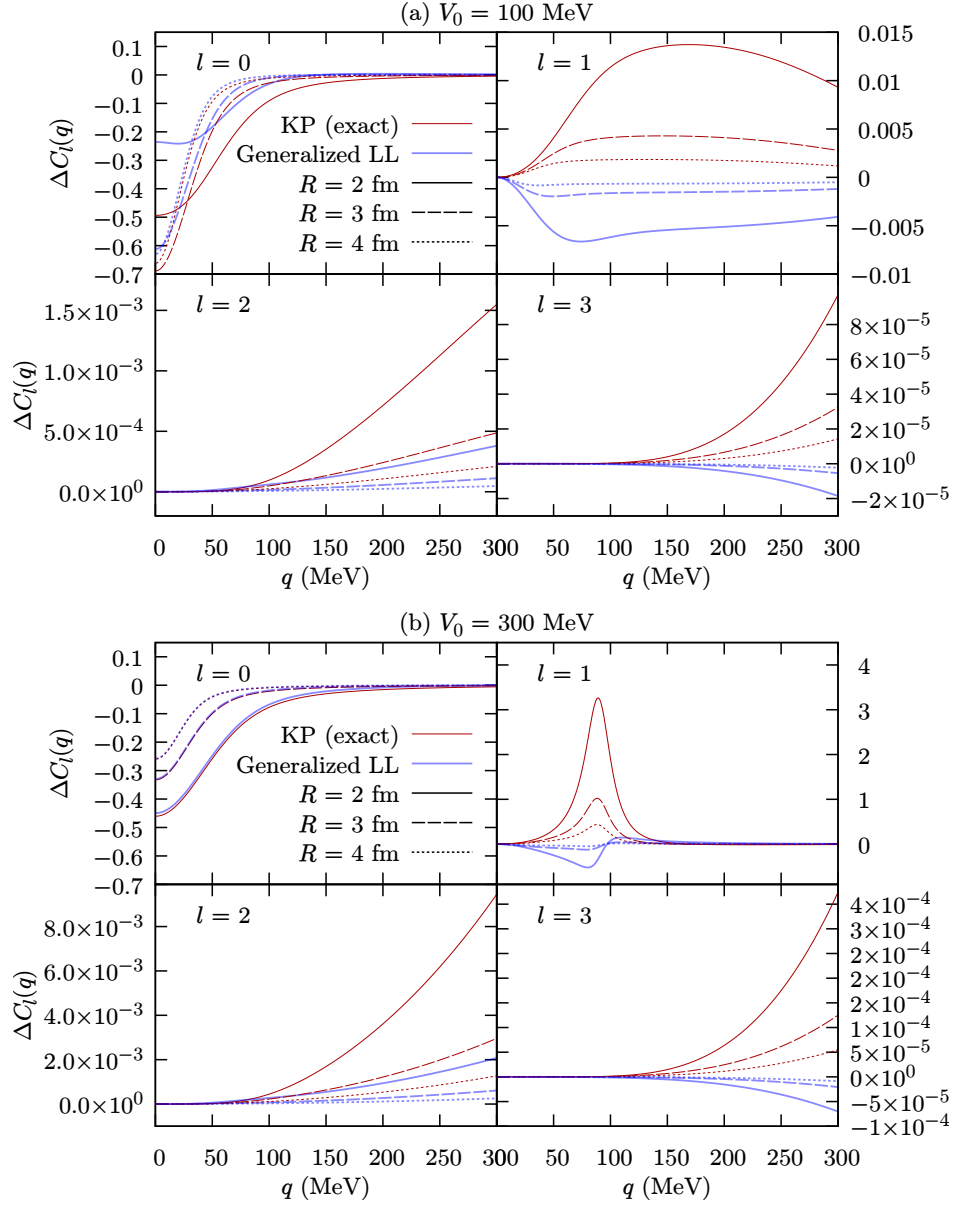 (a) V₀ = 100 MeV
0.1
0
−0.1
−0.2
−0.3
−0.4
−0.5
−0.6
−0.7
ΔCₗ(q)
l = 0
KP (exact)
Generalized LL
R = 2 fm
R = 3 fm
R = 4 fm
l = 1
0.015
0.01
0.005
0
−0.005
−0.01
l = 2
1.5×10⁻³
1.0×10⁻³
5.0×10⁻⁴
0.0×10⁰
ΔCₗ(q)
l = 3
8×10⁻⁵
6×10⁻⁵
4×10⁻⁵
2×10⁻⁵
0×10⁰
−2×10⁻⁵
0 50 100 150 200 250 300
0 50 100 150 200 250 300
q (MeV)
q (MeV)
(b) V₀ = 300 MeV
0.1
0
−0.1
−0.2
−0.3
−0.4
−0.5
−0.6
−0.7
ΔCₗ(q)
l = 0
KP (exact)
Generalized LL
R = 2 fm
R = 3 fm
R = 4 fm
l = 1
4
3
2
1
0
l = 2
8.0×10⁻³
6.0×10⁻³
4.0×10⁻³
2.0×10⁻³
0.0×10⁰
ΔCₗ(q)
l = 3
4×10⁻⁴
4×10⁻⁴
3×10⁻⁴
2×10⁻⁴
2×10⁻⁴
2×10⁻⁴
1×10⁻⁴
5×10⁻⁵
0×10⁰
−5×10⁻⁵
−1×10⁻⁴
0 50 100 150 200 250 300
0 50 100 150 200 250 300
q (MeV)
q (MeV)